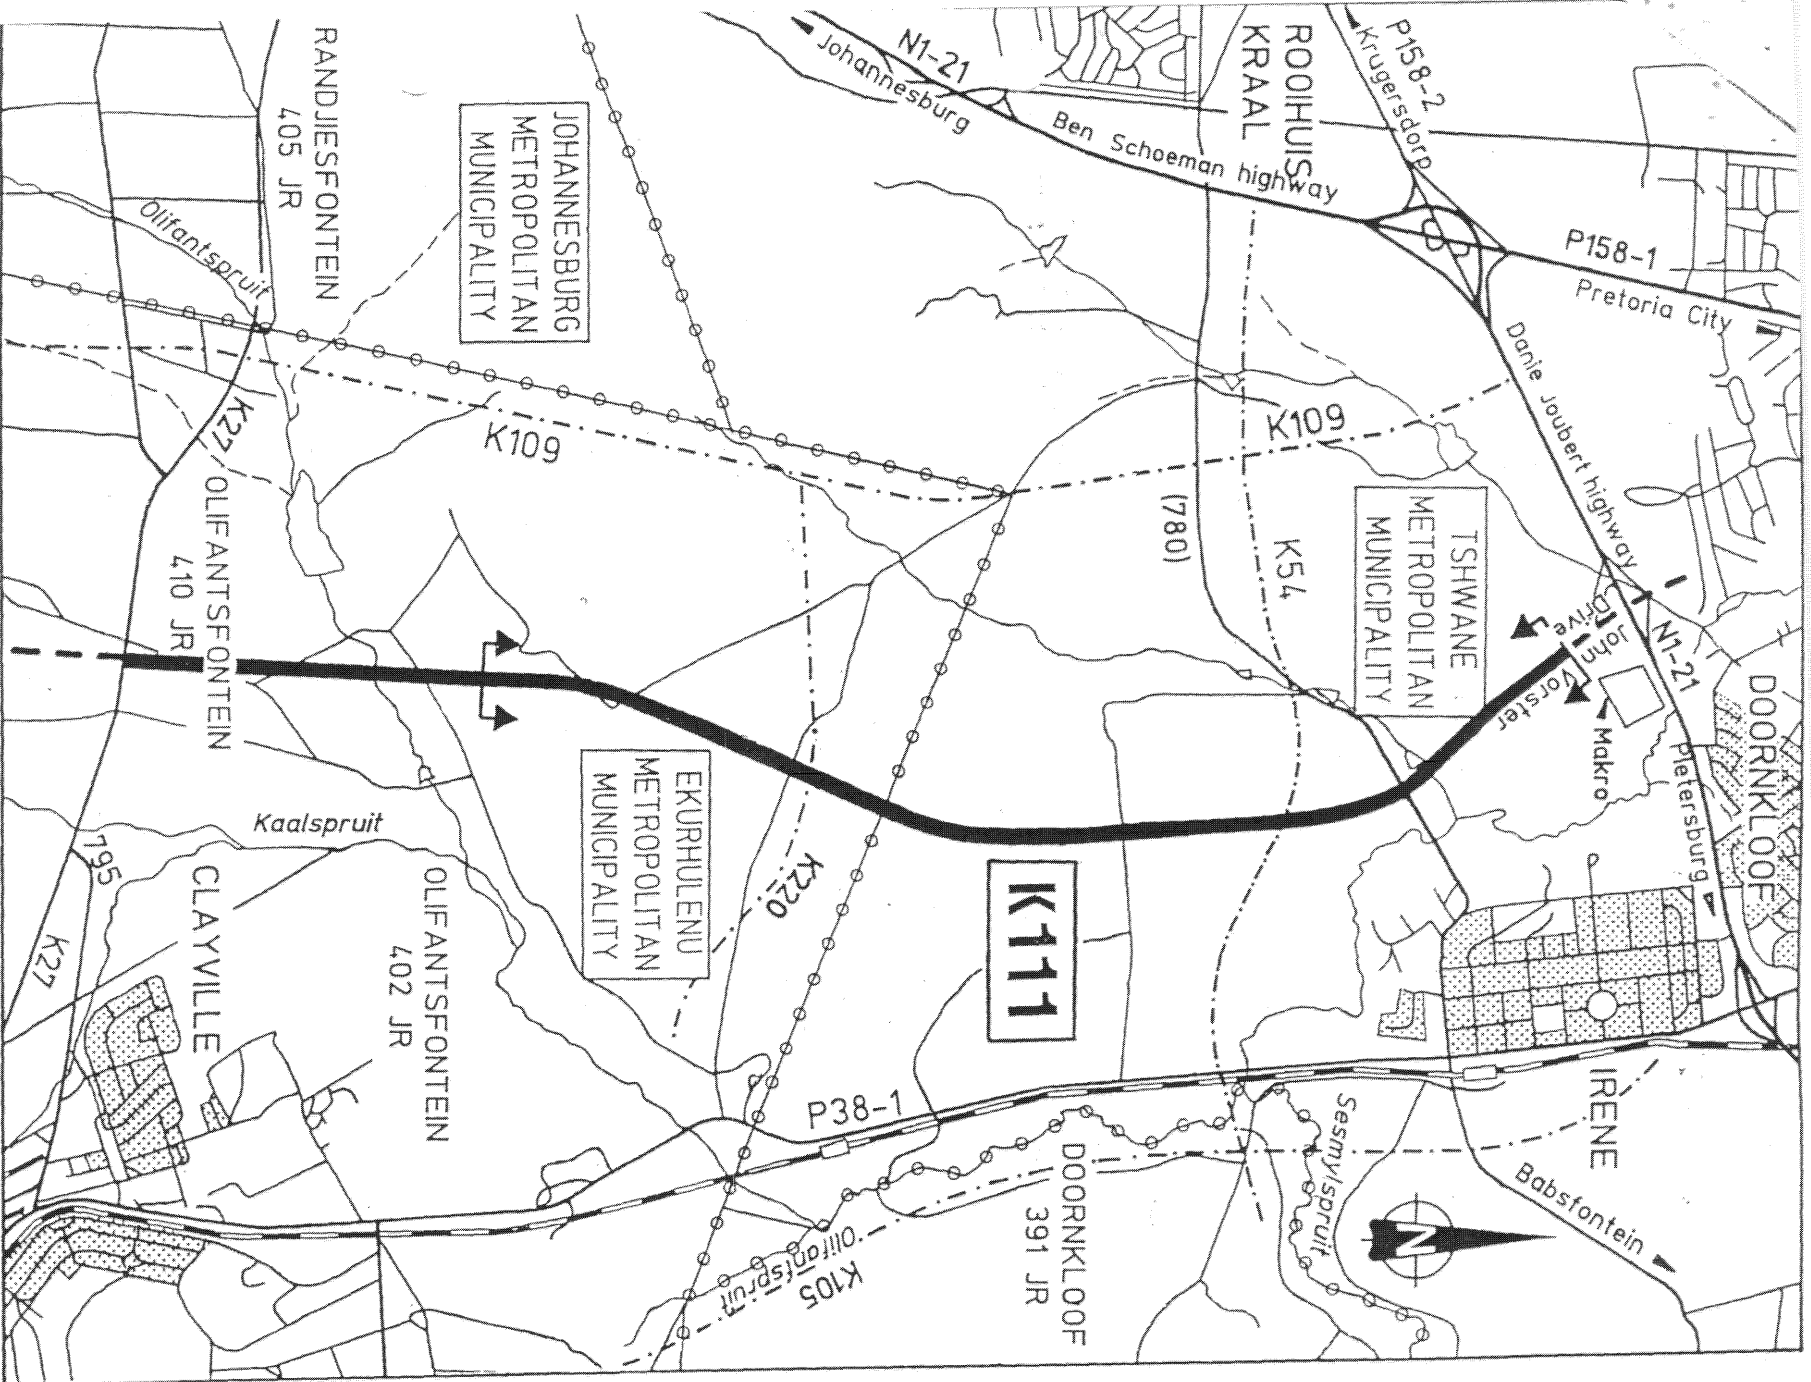 RANDJIESFONTEIN
405 JR
JOHANNESBURG
METROPOLITAN
MUNICIPALITY
N1-21
Johannesburg
Ben Schoeman highway
ROOIHUIS
KRAAL
P158-2
Krugersdorp
P158-1
Pretoria City
Danie Joubert highway
Olifantspruit
K27
K109
K109
(780)
K54
TSHWANE
METROPOLITAN
MUNICIPALITY
John Vorster
Drive
N1-21
Pietersburg
Makro
DOORNKLOOF
OLIFANTSFONTEIN
410 JR
Kaalspruit
795
K27
CLAYVILLE
OLIFANTSFONTEIN
402 JR
EKURHULENU
METROPOLITAN
MUNICIPALITY
K220
K111
P38-1
Olifantspruit
K105
DOORNKLOOF
391 JR
Sesmylspruit
IRENE
Babsfontein
N